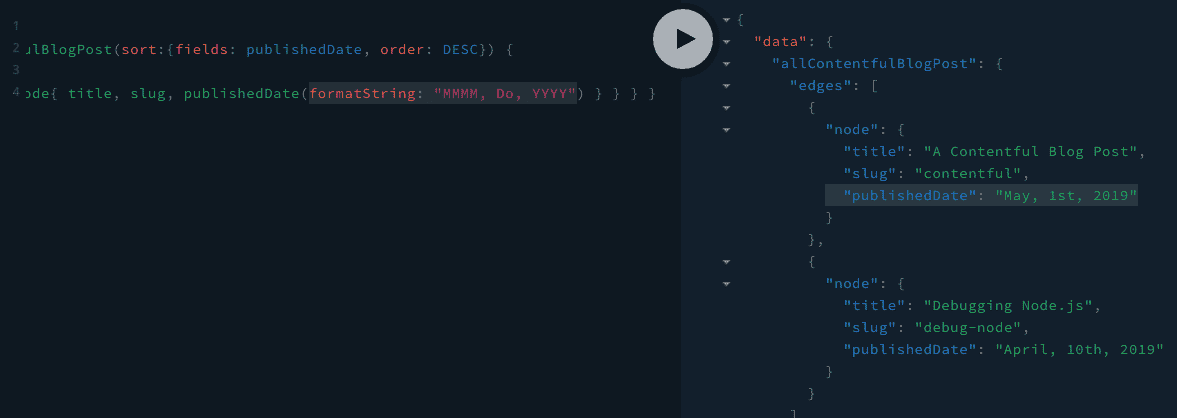 1
2 ulBlogPost(sort:{fields: publishedDate, order: DESC}) {
3
4 ode{ title, slug, publishedDate(formatString: "MMMM, Do, YYYY") } } } }
{
"data": {
"allContentfulBlogPost": {
"edges": [
{
"node": {
"title": "A Contentful Blog Post",
"slug": "contentful",
"publishedDate": "May, 1st, 2019"
}
},
{
"node": {
"title": "Debugging Node.js",
"slug": "debug-node",
"publishedDate": "April, 10th, 2019"
}
}
]